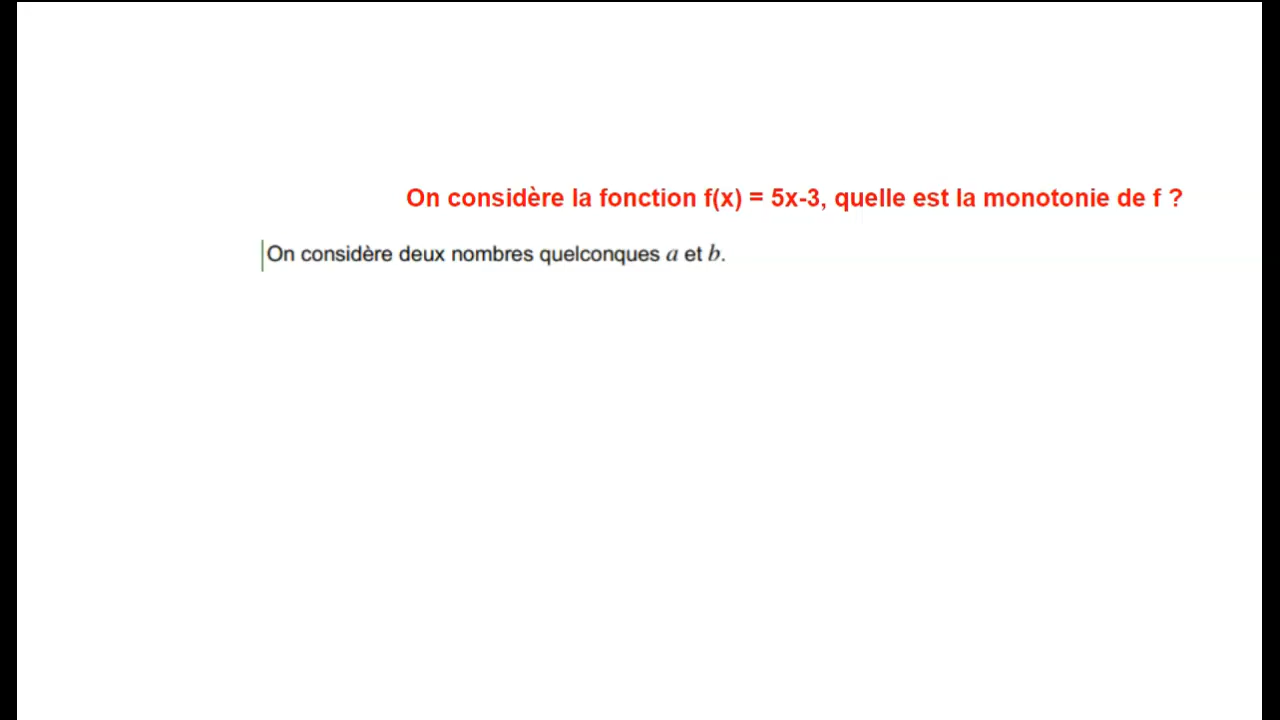 On considère la fonction f(x) = 5x-3, quelle est la monotonie de f ?
On considère deux nombres quelconques a et b.